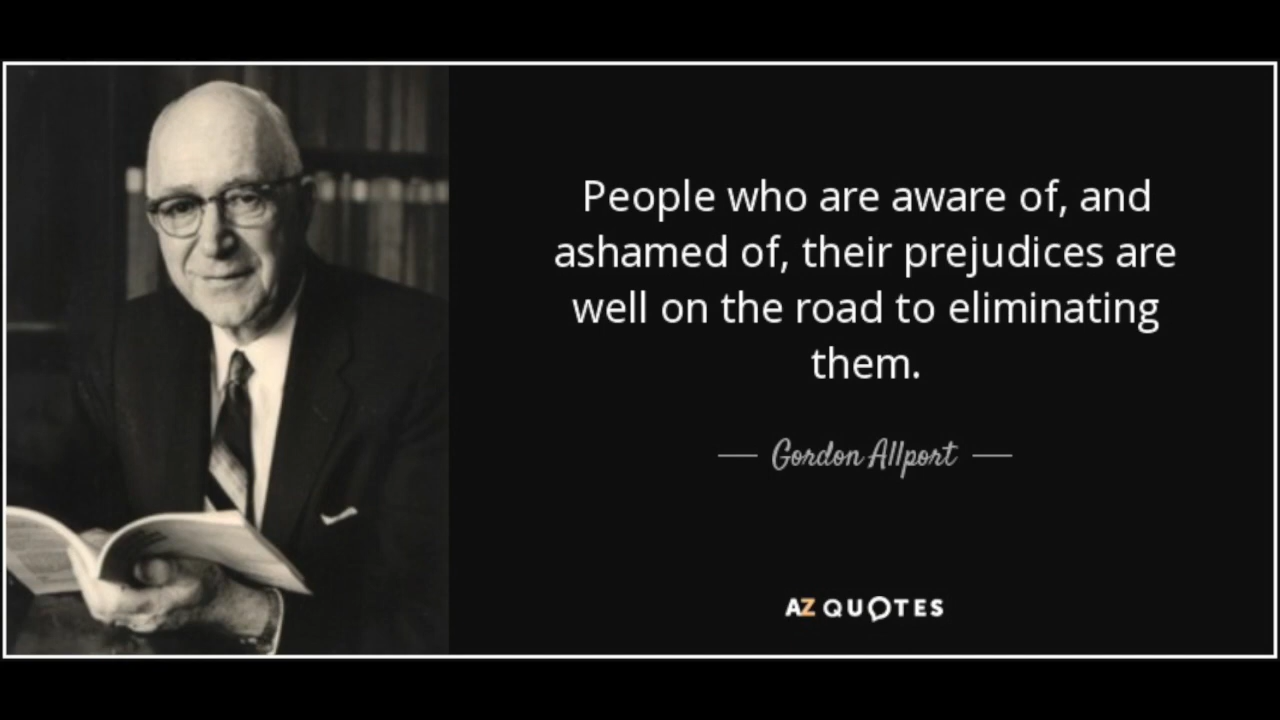 People who are aware of, and
ashamed of, their prejudices are
well on the road to eliminating
them.
Gordon Allport
AZ QUOTES